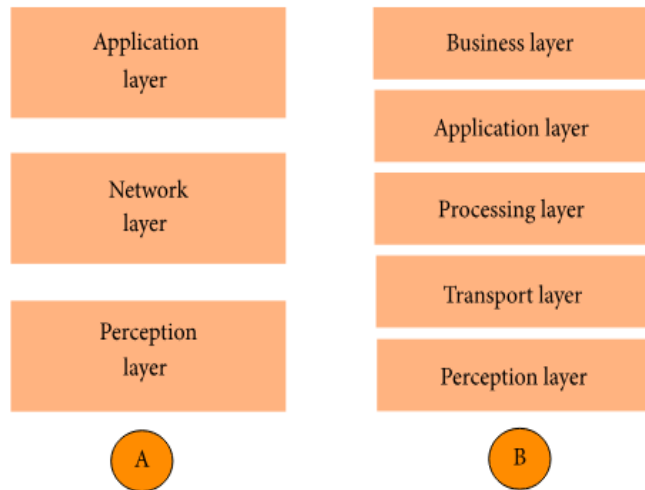 Application
layer
Network
layer
Perception
layer
A
Business layer
Application layer
Processing layer
Transport layer
Perception layer
B